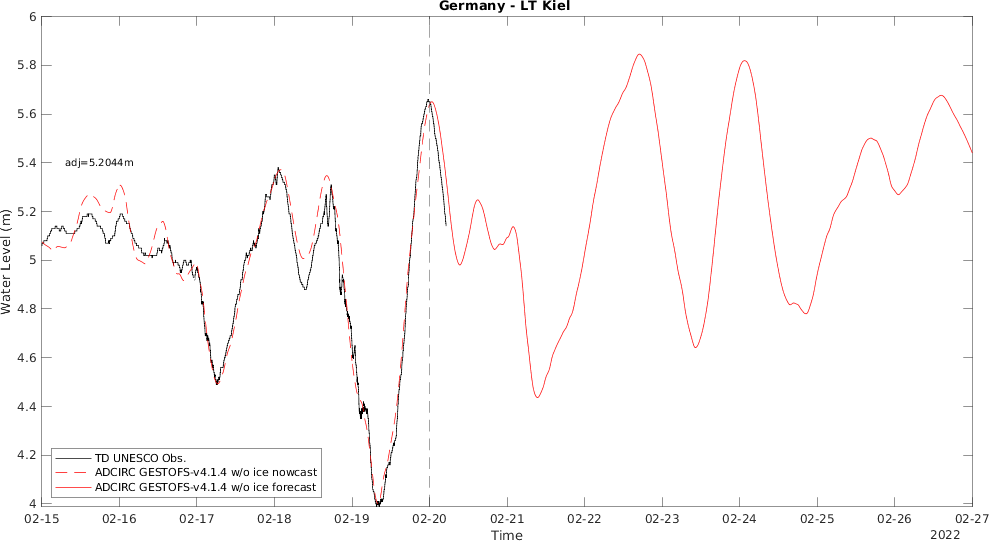 Germany - LT Kiel
6
5.8
5.6
5.4
5.2
5
4.8
4.6
4.4
4.2
4
Water Level (m)
adj=5.2044m
TD UNESCO Obs.
ADCIRC GESTOFS-v4.1.4 w/o ice nowcast
ADCIRC GESTOFS-v4.1.4 w/o ice forecast
02-15 02-16 02-17 02-18 02-19 02-20 02-21 02-22 02-23 02-24 02-25 02-26 02-27
Time
2022